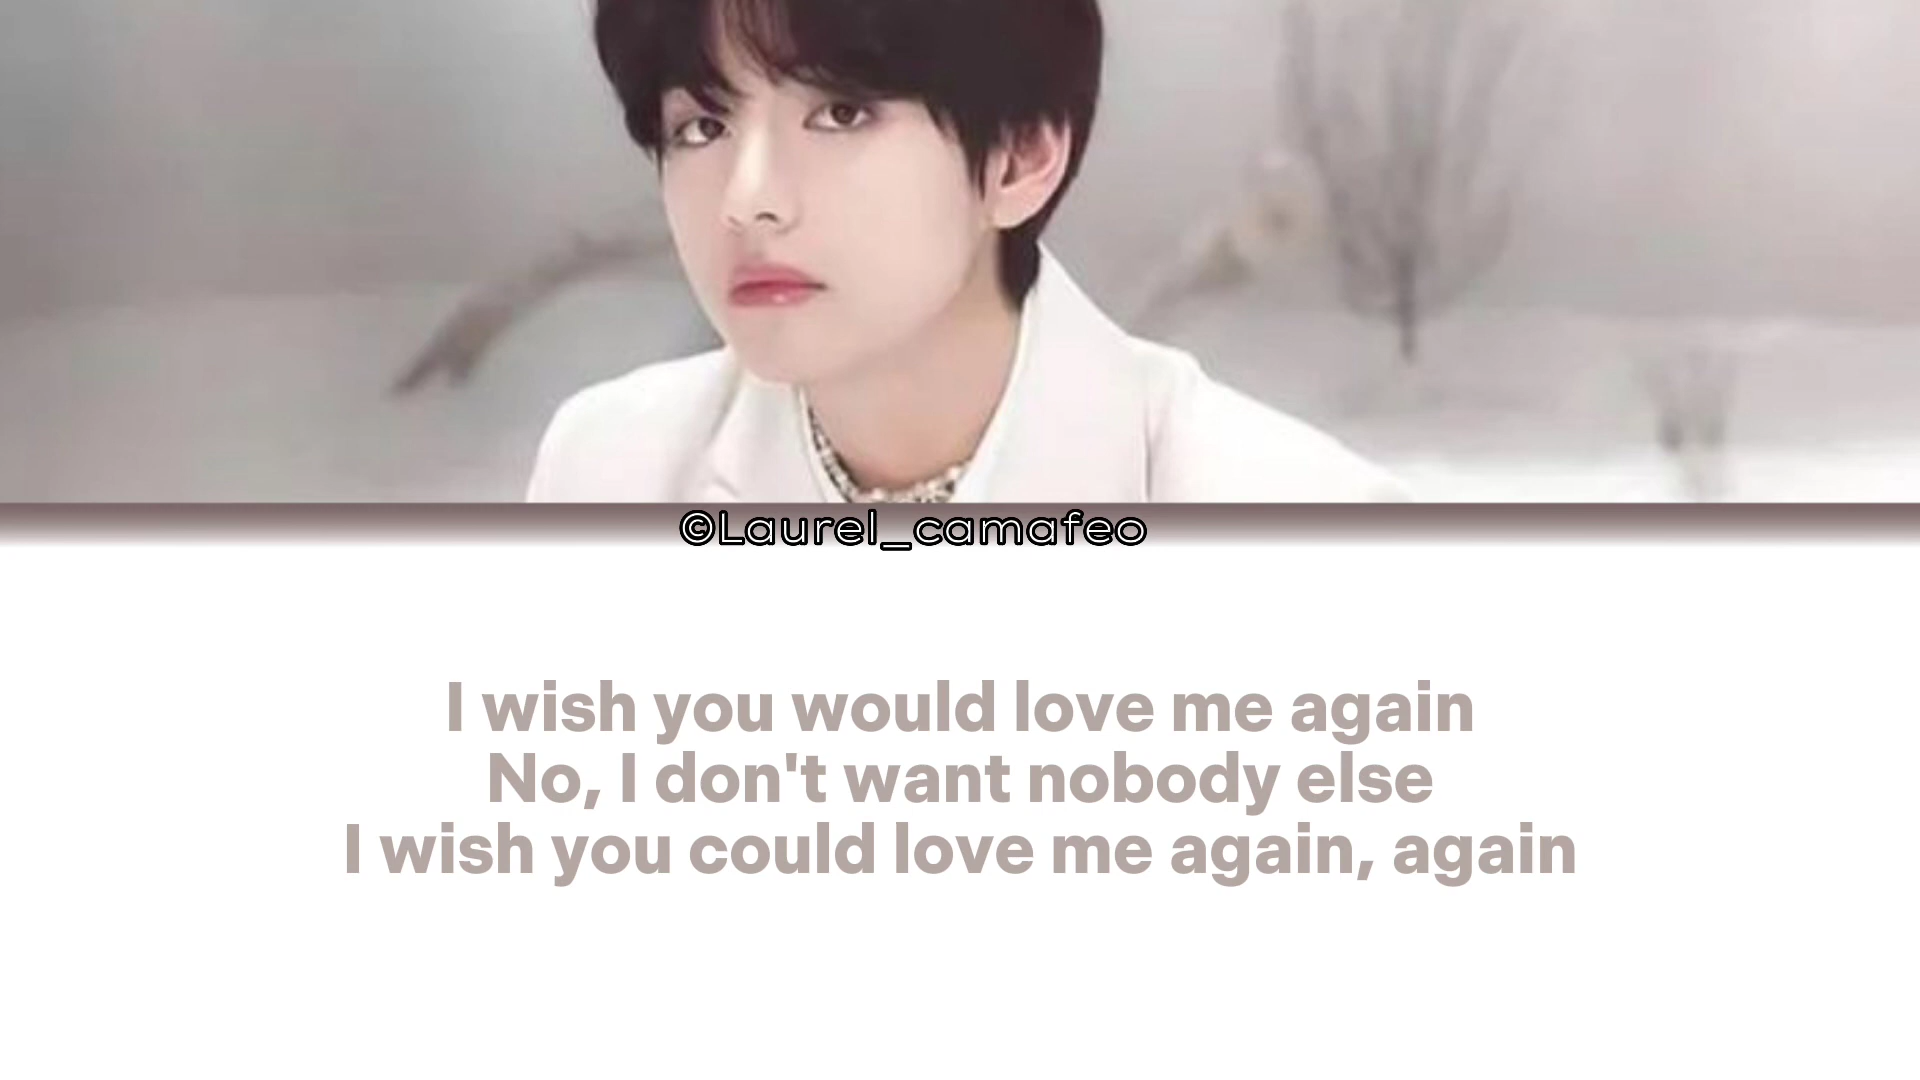 ©Laurel_camafeo
I wish you would love me again
No, I don't want nobody else
I wish you could love me again, again